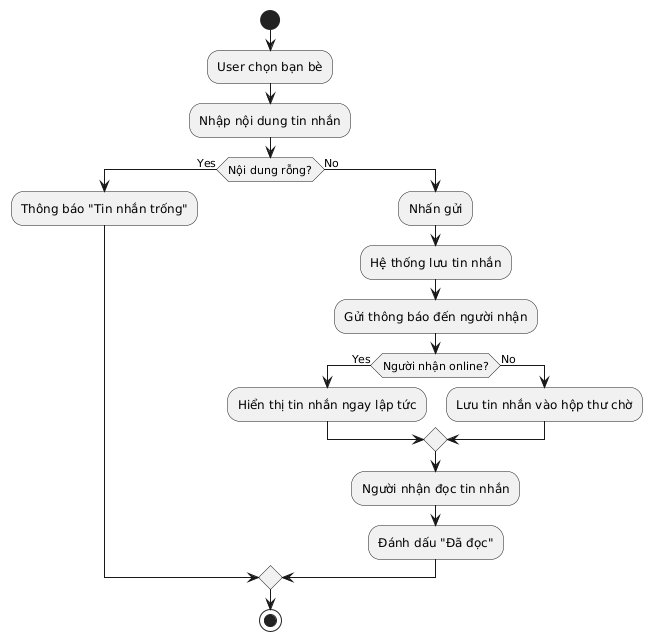 User chọn bạn bè
Nhập nội dung tin nhắn
Yes
Nội dung rỗng?
No
Thông báo "Tin nhắn trống"
Nhấn gửi
Hệ thống lưu tin nhắn
Gửi thông báo đến người nhận
Yes
Người nhận online?
No
Hiển thị tin nhắn ngay lập tức
Lưu tin nhắn vào hộp thư chờ
Người nhận đọc tin nhắn
Đánh dấu "Đã đọc"